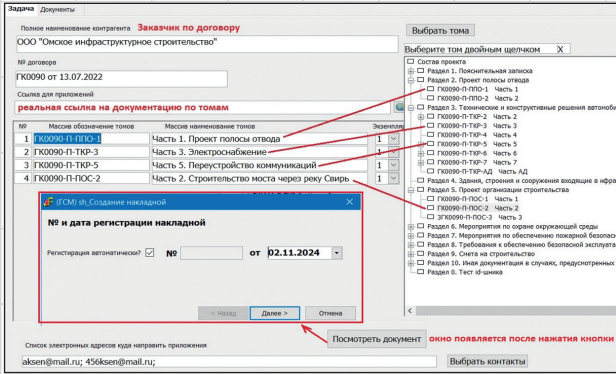 Задача Документы
Полное наименование контрагента Заказчик по договору
ООО "Омское инфраструктурное строительство"
№ договора
ГК0090 от 13.07.2022
Ссылка для приложений
реальная ссылка на документацию по томам
№ Массив обозначение томов Массив наименование томов Экземпляр
1 ГК0090-П-ППО-1 Часть 1. Проект полосы отвода 1
2 ГК0090-П-ТКР-3 Часть 3. Электроснабжение 1
3 ГК0090-П-ТКР-5 Часть 5. Переустройство коммуникаций 1
4 ГК0090-П-ПОС-2 Часть 2. Строительство моста через реку Свирь 1
(FCM) sh_Создание накладной
№ и дата регистрации накладной
Регистрация автоматически? № от 02.11.2024
< Назад Далее > Отмена
Посмотреть документ окно появляется после нажатия кнопки
Список электронных адресов куда направить приложения
aksen@mail.ru; 456ksen@mail.ru;
Выбрать контакты
Выбрать тома
Выберите том двойным щелчком X
Состав проекта
Раздел 1. Пояснительная записка
Раздел 2. Проект полосы отвода
ГК0090-П-ППО-1 Часть 1
ГК0090-П-ППО-2 Часть 2
Раздел 3. Технические и конструктивные решения автомоби
ГК0090-П-ТКР-2 Часть 2
ГК0090-П-ТКР-3 Часть 3
ГК0090-П-ТКР-4 Часть 4
ГК0090-П-ТКР-5 Часть 5
ГК0090-П-ТКР-6 Часть 6
ГК0090-П-ТКР-7 Часть 7
ГК0090-П-ТКР-АД Часть АД
Раздел 4. Здания, строения и сооружения входящие в инфра
Раздел 5. Проект организации строительства
ГК0090-П-ПОС-1 Часть 1
ГК0090-П-ПОС-2 Часть 2
ЗГК0090-П-ПОС-3 Часть 3
Раздел 6. Мероприятия по охране окружающей среды
Раздел 7. Мероприятия по обеспечению пожарной безопасн
Раздел 8. Требования к обеспечению безопасной эксплуата
Раздел 9. Смета на строительство
Раздел 10. Иная документация в случаях, предусмотренных
Раздел 0. Тест id-шника